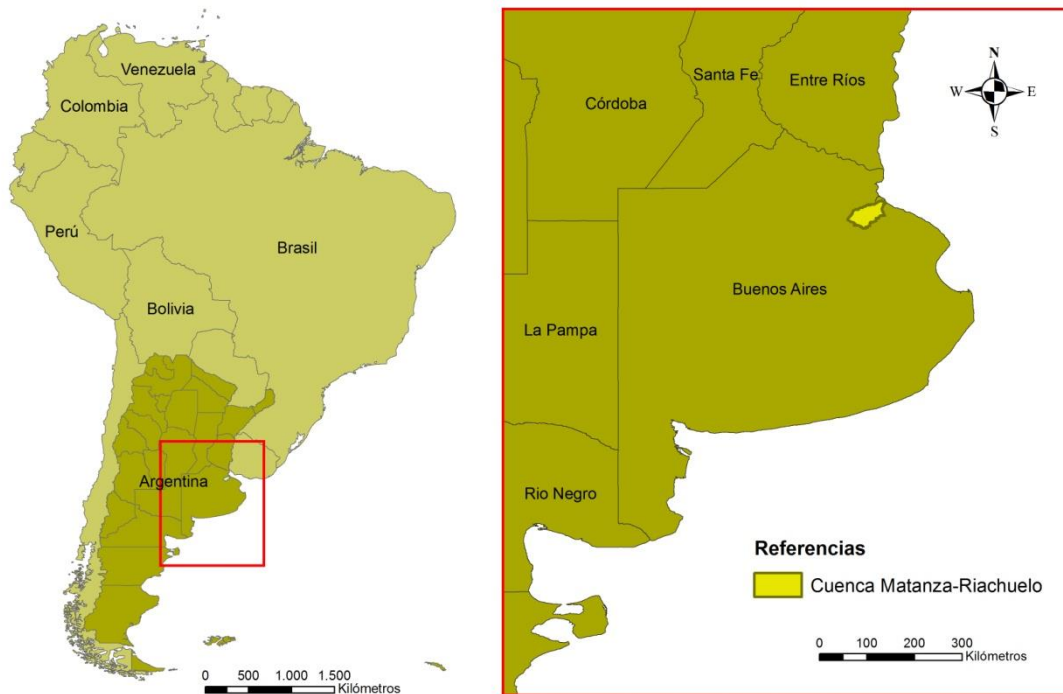 Venezuela
Colombia
Perú
Brasil
Bolivia
Argentina
0 500 1.000 1.500
Kilómetros
Santa Fe
Entre Ríos
Córdoba
N
W E
S
Buenos Aires
La Pampa
Rio Negro
Referencias
Cuenca Matanza-Riachuelo
0 100 200 300
Kilómetros